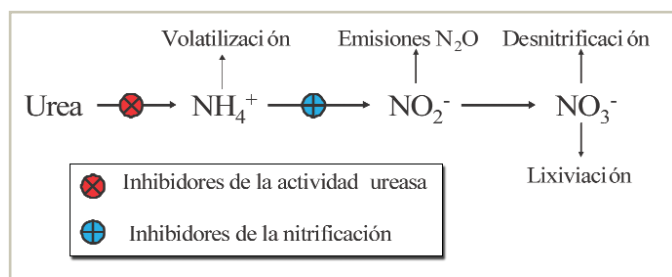 Volatilización Emisiones N₂O Desnitrificación
Urea NH₄⁺ NO₂⁻ NO₃⁻
Lixiviación
Inhibidores de la actividad ureasa
Inhibidores de la nitrificación